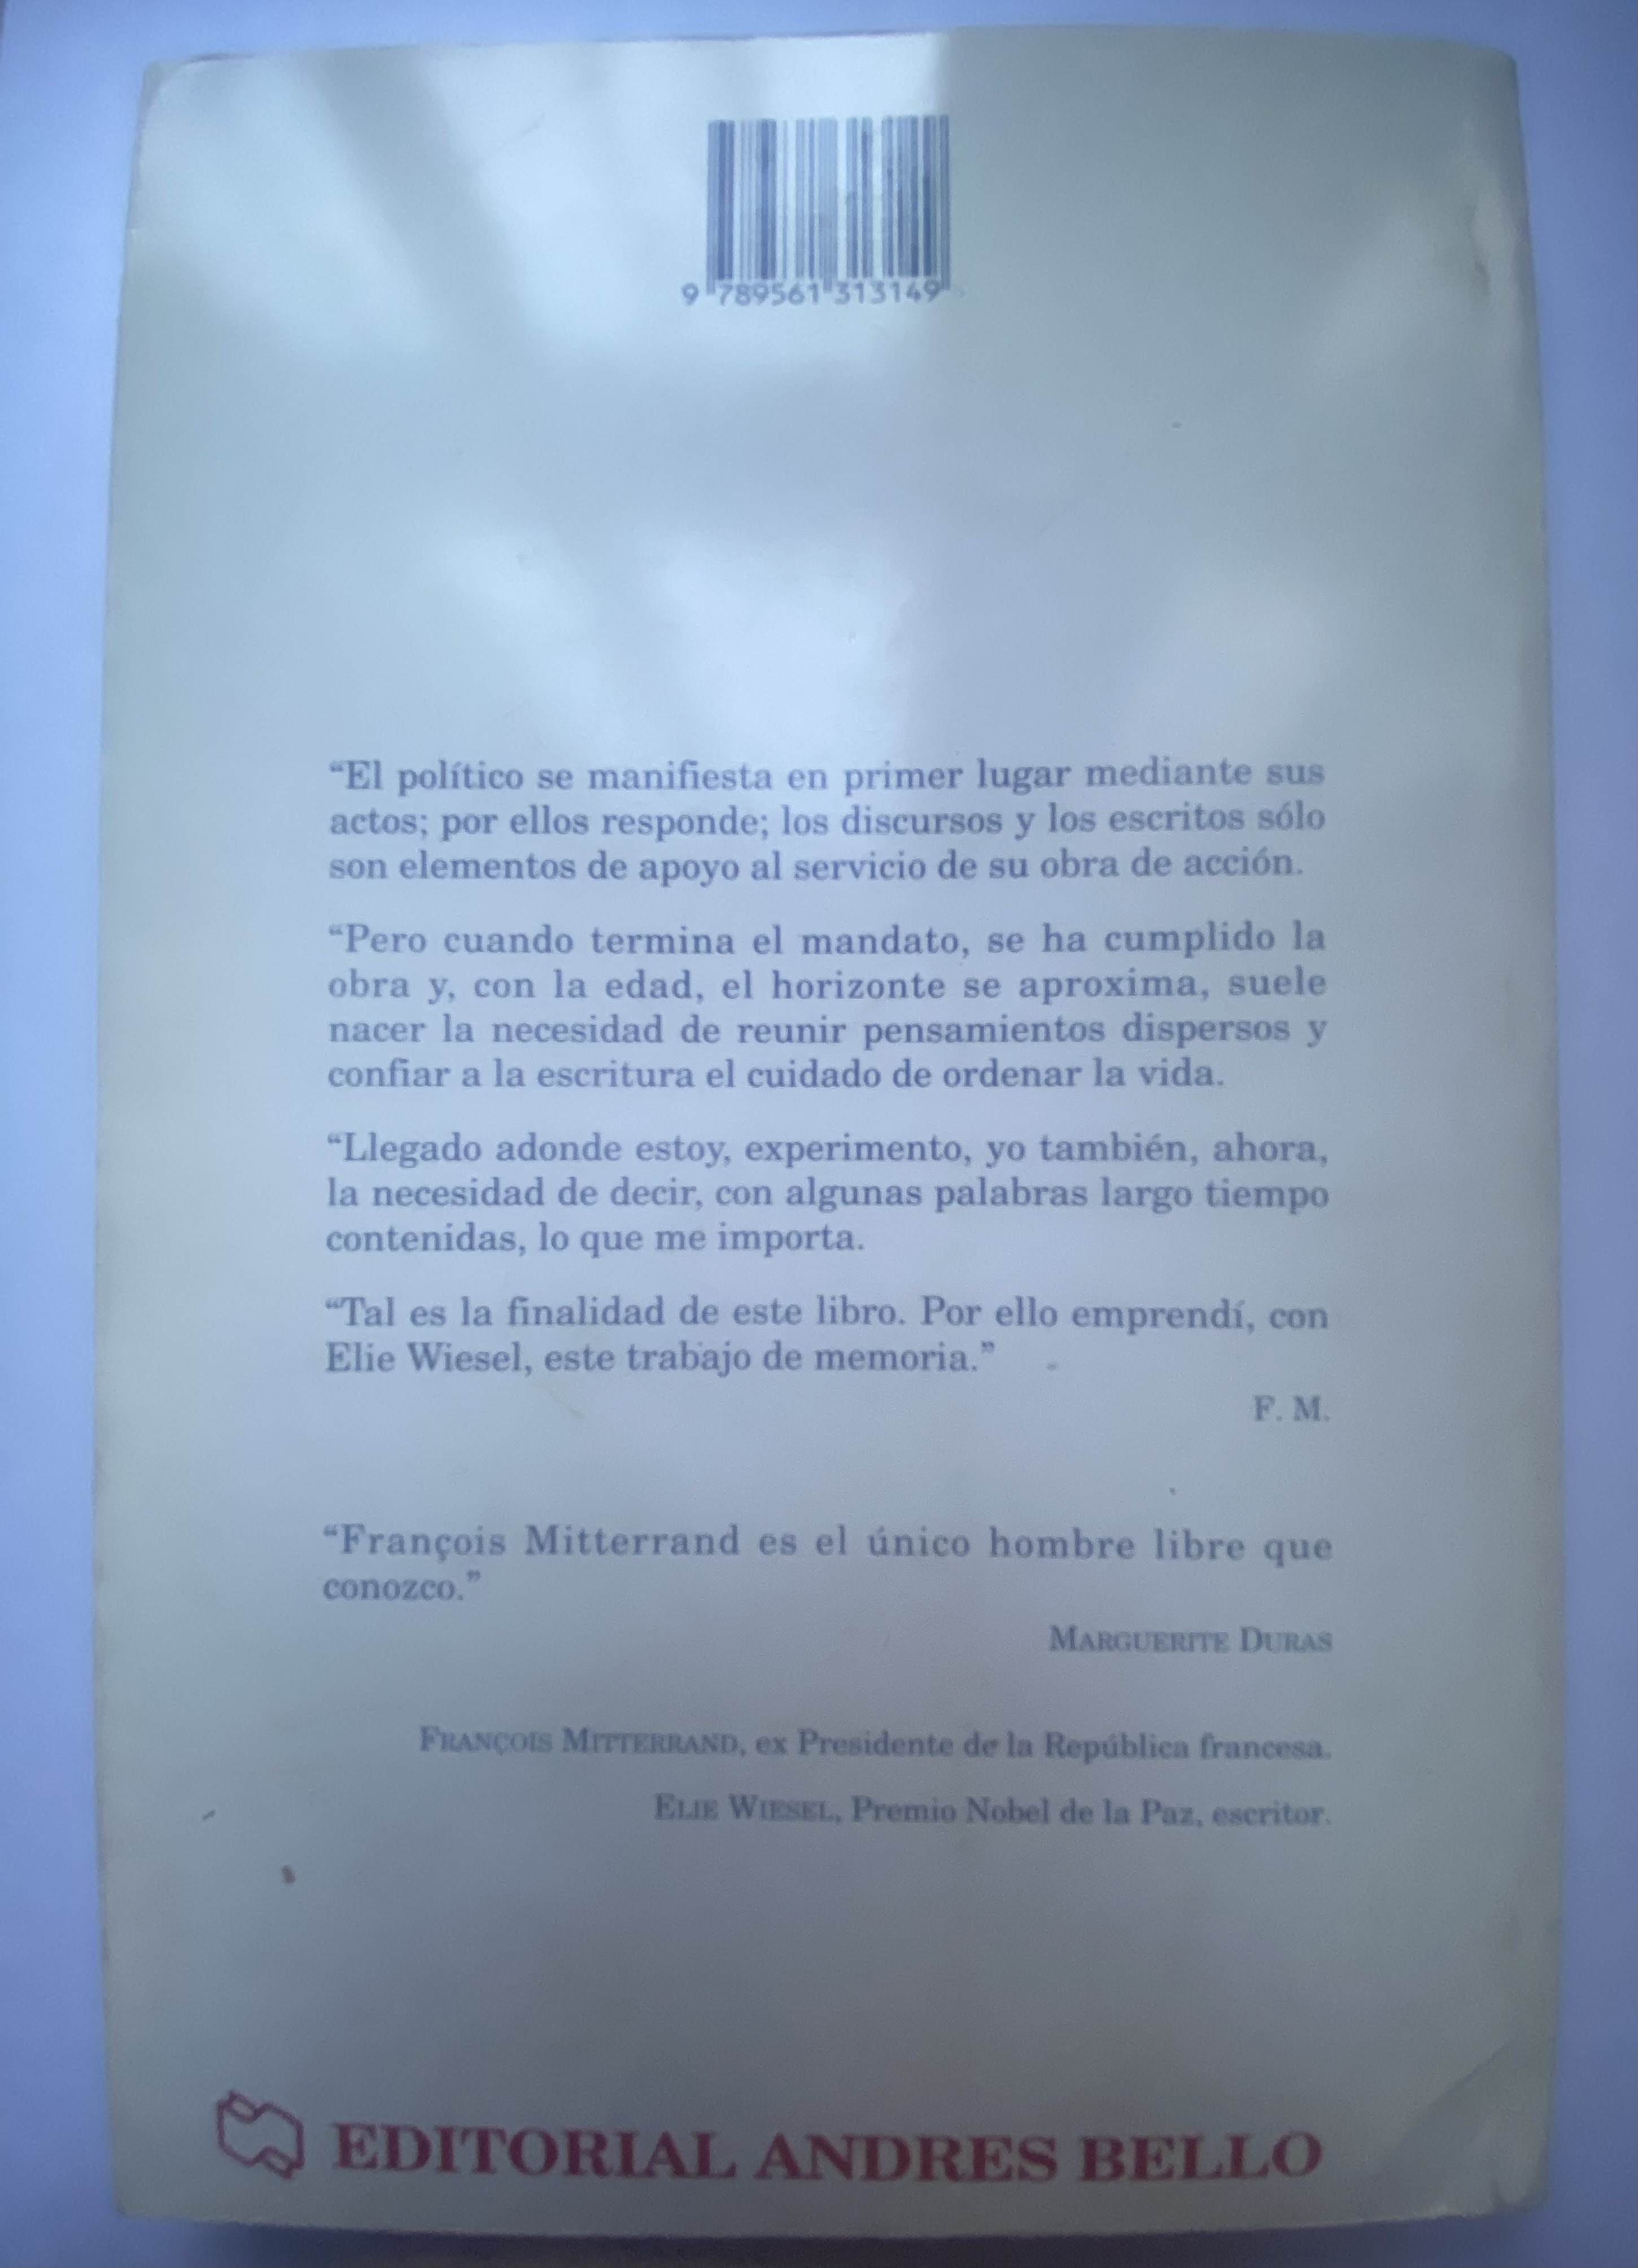 9 789561 313149
“El político se manifiesta en primer lugar mediante sus
actos; por ellos responde; los discursos y los escritos sólo
son elementos de apoyo al servicio de su obra de acción.
“Pero cuando termina el mandato, se ha cumplido la
obra y, con la edad, el horizonte se aproxima, suele
nacer la necesidad de reunir pensamientos dispersos y
confiar a la escritura el cuidado de ordenar la vida.
“Llegado adonde estoy, experimento, yo también, ahora,
la necesidad de decir, con algunas palabras largo tiempo
contenidas, lo que me importa.
“Tal es la finalidad de este libro. Por ello emprendí, con
Elie Wiesel, este trabajo de memoria.”
F. M.
“François Mitterrand es el único hombre libre que
conozco.”
MARGUERITE DURAS
FRANÇOIS MITTERRAND, ex Presidente de la República francesa.
ELIE WIESEL, Premio Nobel de la Paz, escritor.
EDITORIAL ANDRES BELLO